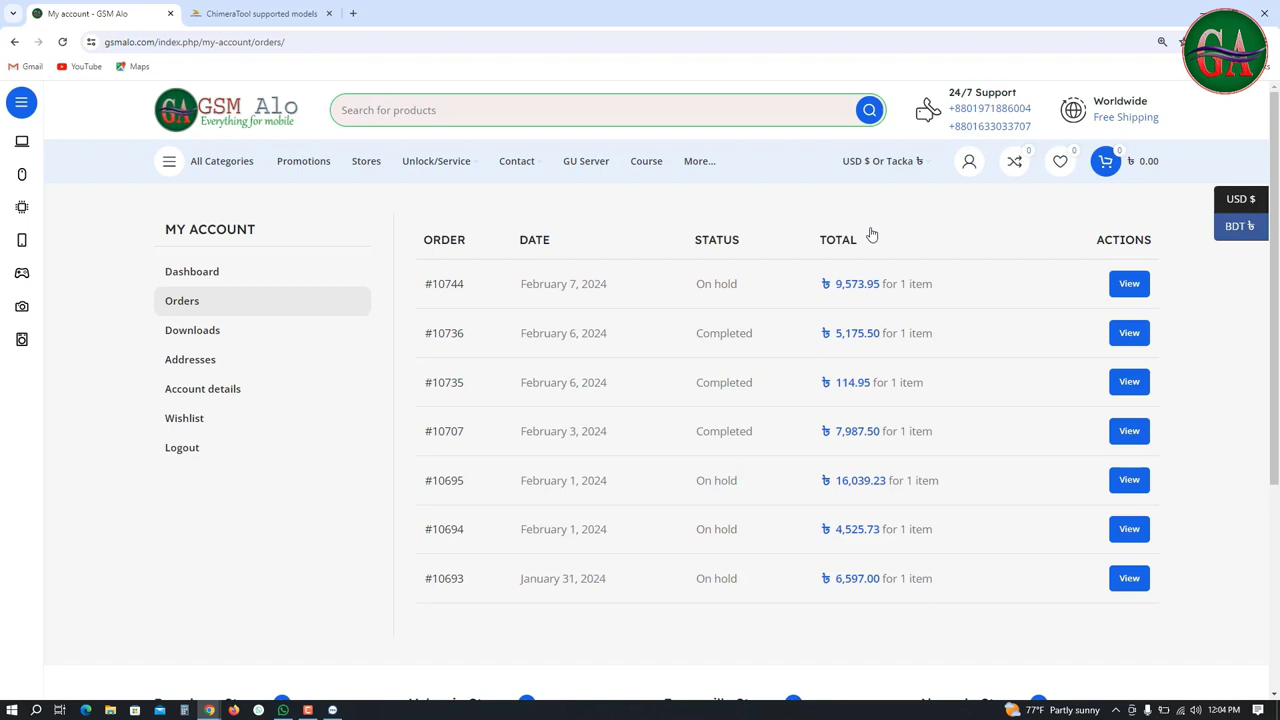 My account - GSM Alo
ChimeraTool supported models
gsmalo.com/index.php/my-account/orders/
Gmail
YouTube
Maps
GA
GA GSM Alo
Everything for mobile
Search for products
24/7 Support
+8801971886004
+8801633033707
Worldwide
Free Shipping
All Categories
Promotions
Stores
Unlock/Service
Contact
GU Server
Course
More...
USD $ Or Tacka ৳
0
0
0
৳ 0.00
USD $
BDT ৳
MY ACCOUNT
Dashboard
Orders
Downloads
Addresses
Account details
Wishlist
Logout
ORDER DATE STATUS TOTAL ACTIONS
#10744 February 7, 2024 On hold ৳ 9,573.95 for 1 item View
#10736 February 6, 2024 Completed ৳ 5,175.50 for 1 item View
#10735 February 6, 2024 Completed ৳ 114.95 for 1 item View
#10707 February 3, 2024 Completed ৳ 7,987.50 for 1 item View
#10695 February 1, 2024 On hold ৳ 16,039.23 for 1 item View
#10694 February 1, 2024 On hold ৳ 4,525.73 for 1 item View
#10693 January 31, 2024 On hold ৳ 6,597.00 for 1 item View
77°F Partly sunny
12:04 PM